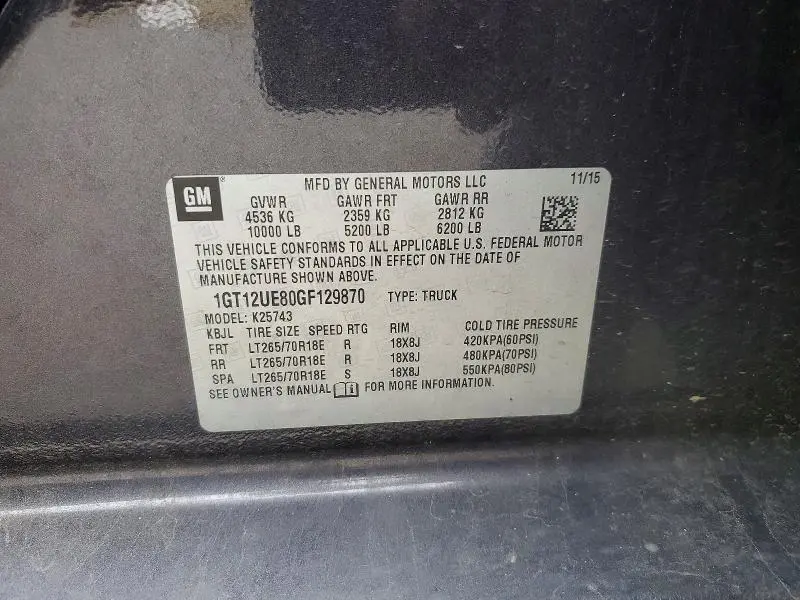 GM ® MFD BY GENERAL MOTORS LLC 11/15
GVWR GAWR FRT GAWR RR
4536 KG 2359 KG 2812 KG
10000 LB 5200 LB 6200 LB
THIS VEHICLE CONFORMS TO ALL APPLICABLE U.S. FEDERAL MOTOR
VEHICLE SAFETY STANDARDS IN EFFECT ON THE DATE OF
MANUFACTURE SHOWN ABOVE.
1GT12UE80GF129870 TYPE: TRUCK
MODEL: K25743
KBJL TIRE SIZE SPEED RTG RIM COLD TIRE PRESSURE
FRT LT265/70R18E R 18X8J 420KPA(60PSI)
RR LT265/70R18E R 18X8J 480KPA(70PSI)
SPA LT265/70R18E S 18X8J 550KPA(80PSI)
SEE OWNER'S MANUAL FOR MORE INFORMATION.